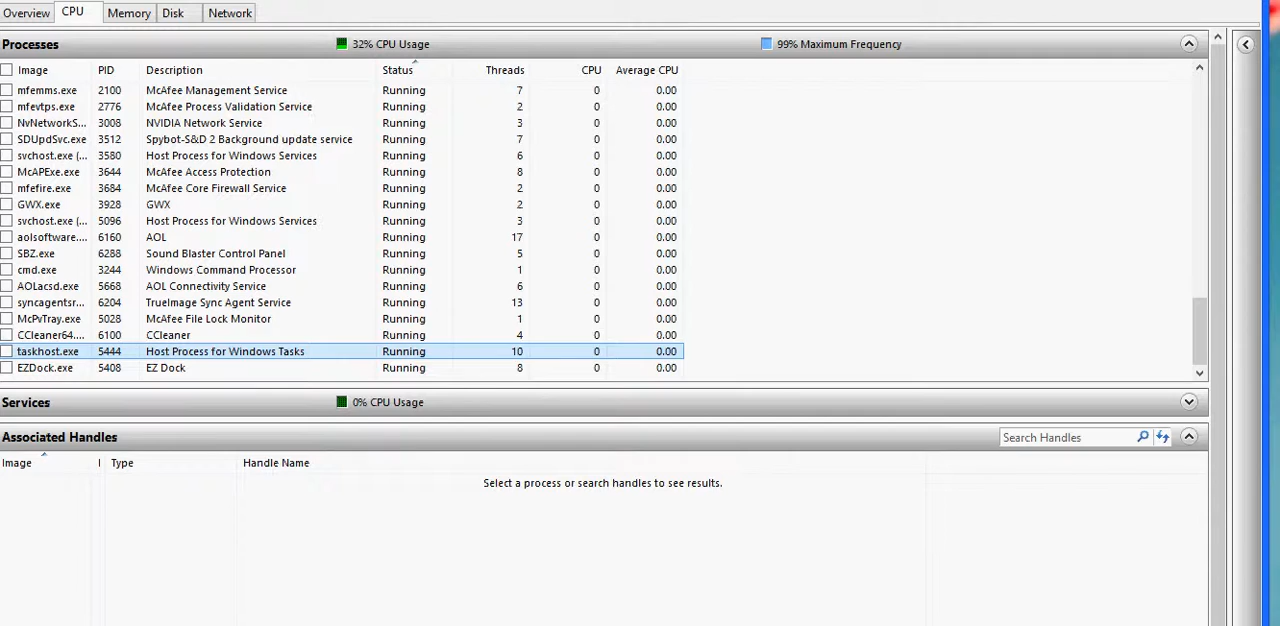 Overview CPU Memory Disk Network
Processes 32% CPU Usage 99% Maximum Frequency
Image PID Description Status Threads CPU Average CPU
mfemms.exe 2100 McAfee Management Service Running 7 0 0.00
mfevtps.exe 2776 McAfee Process Validation Service Running 2 0 0.00
NvNetworkS... 3008 NVIDIA Network Service Running 3 0 0.00
SDUpdSvc.exe 3512 Spybot-S&D 2 Background update service Running 7 0 0.00
svchost.exe (... 3580 Host Process for Windows Services Running 6 0 0.00
McAPExe.exe 3644 McAfee Access Protection Running 8 0 0.00
mfefire.exe 3684 McAfee Core Firewall Service Running 2 0 0.00
GWX.exe 3928 GWX Running 2 0 0.00
svchost.exe (... 5096 Host Process for Windows Services Running 3 0 0.00
aolsoftware.... 6160 AOL Running 17 0 0.00
SBZ.exe 6288 Sound Blaster Control Panel Running 5 0 0.00
cmd.exe 3244 Windows Command Processor Running 1 0 0.00
AOLacsd.exe 5668 AOL Connectivity Service Running 6 0 0.00
syncagentsr... 6204 TrueImage Sync Agent Service Running 13 0 0.00
McPvTray.exe 5028 McAfee File Lock Monitor Running 1 0 0.00
CCleaner64.... 6100 CCleaner Running 4 0 0.00
taskhost.exe 5444 Host Process for Windows Tasks Running 10 0 0.00
EZDock.exe 5408 EZ Dock Running 8 0 0.00
Services 0% CPU Usage
Associated Handles Search Handles
Image I Type Handle Name
Select a process or search handles to see results.